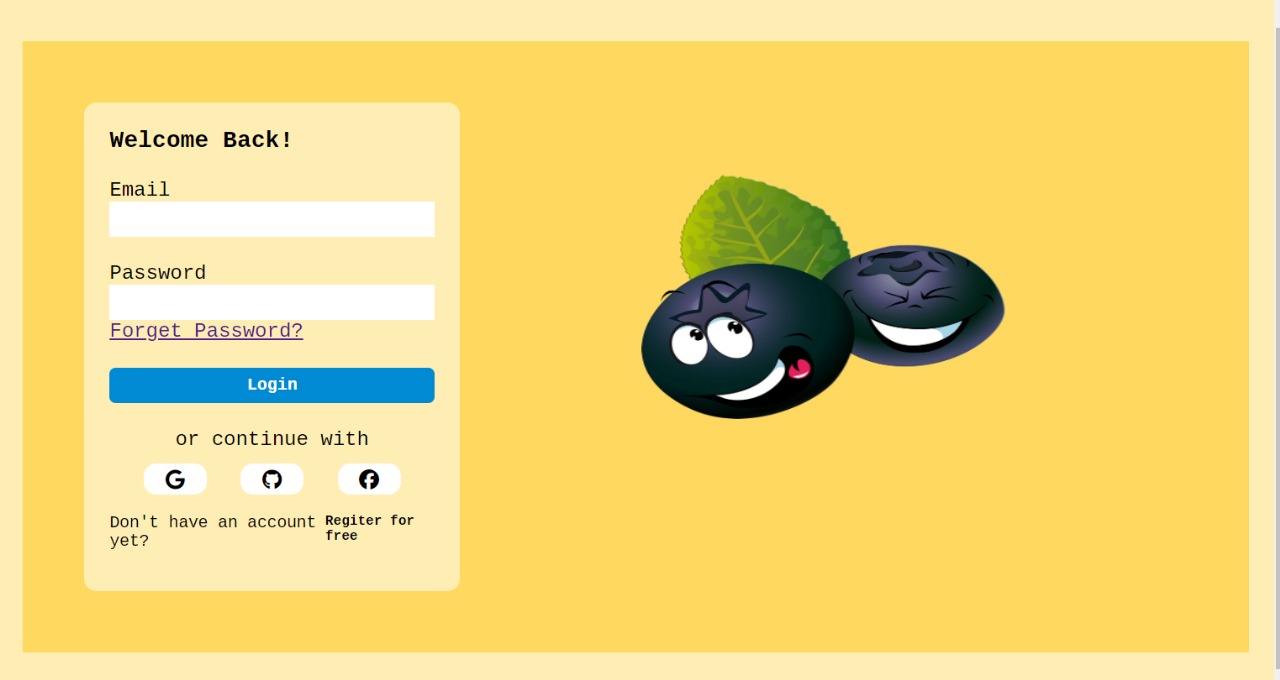 Welcome Back!
Email
Password
Forget Password?
Login
or continue with
Don't have an account
yet?
Regiter for
free